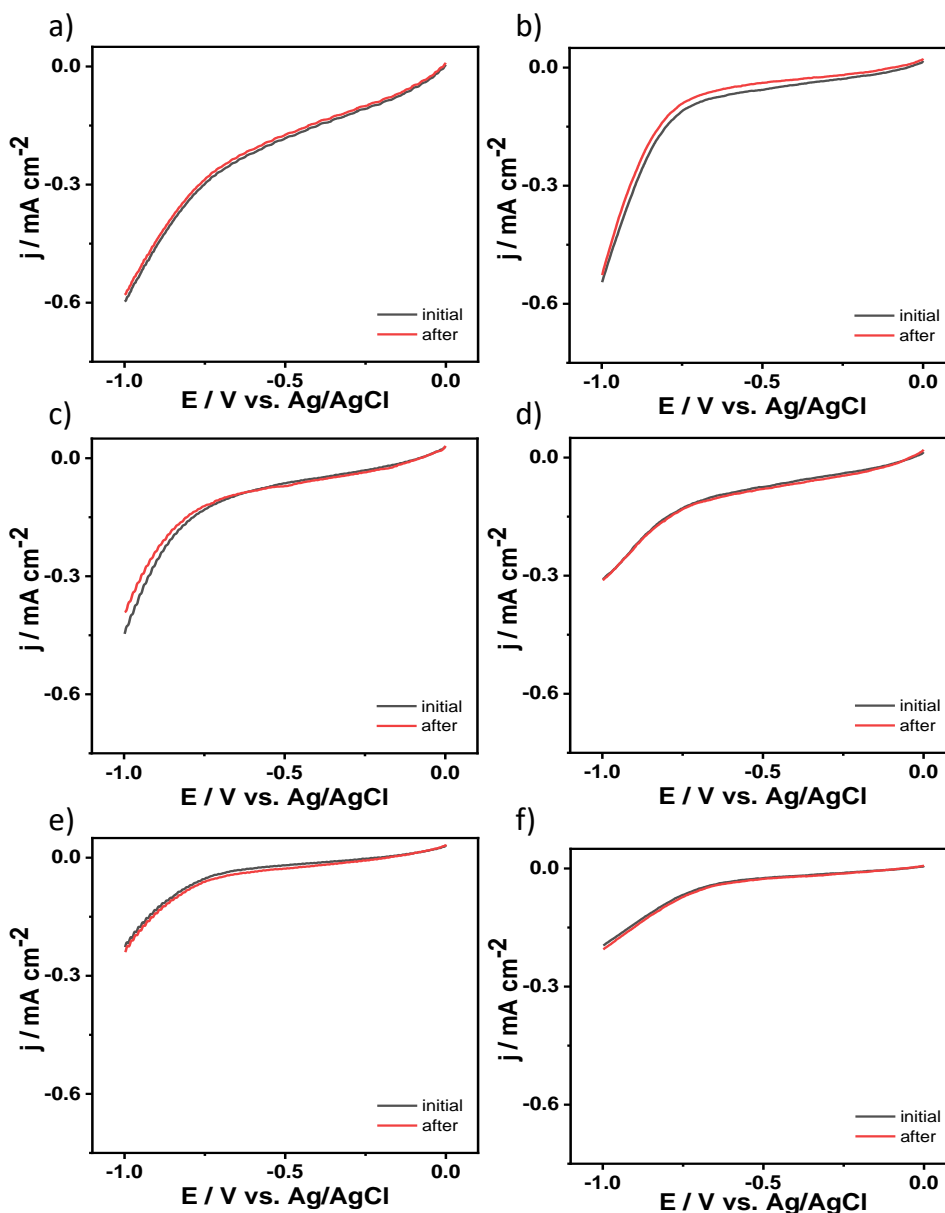 a)
0.0
-0.3
-0.6
j / mA cm-2
initial
after
-1.0 -0.5 0.0
E / V vs. Ag/AgCl
b)
0.0
-0.3
-0.6
j / mA cm-2
initial
after
-1.0 -0.5 0.0
E / V vs. Ag/AgCl
c)
0.0
-0.3
-0.6
j / mA cm-2
initial
after
-1.0 -0.5 0.0
E / V vs. Ag/AgCl
d)
0.0
-0.3
-0.6
j / mA cm-2
initial
after
-1.0 -0.5 0.0
E / V vs. Ag/AgCl
e)
0.0
-0.3
-0.6
j / mA cm-2
initial
after
-1.0 -0.5 0.0
E / V vs. Ag/AgCl
f)
0.0
-0.3
-0.6
j / mA cm-2
initial
after
-1.0 -0.5 0.0
E / V vs. Ag/AgCl